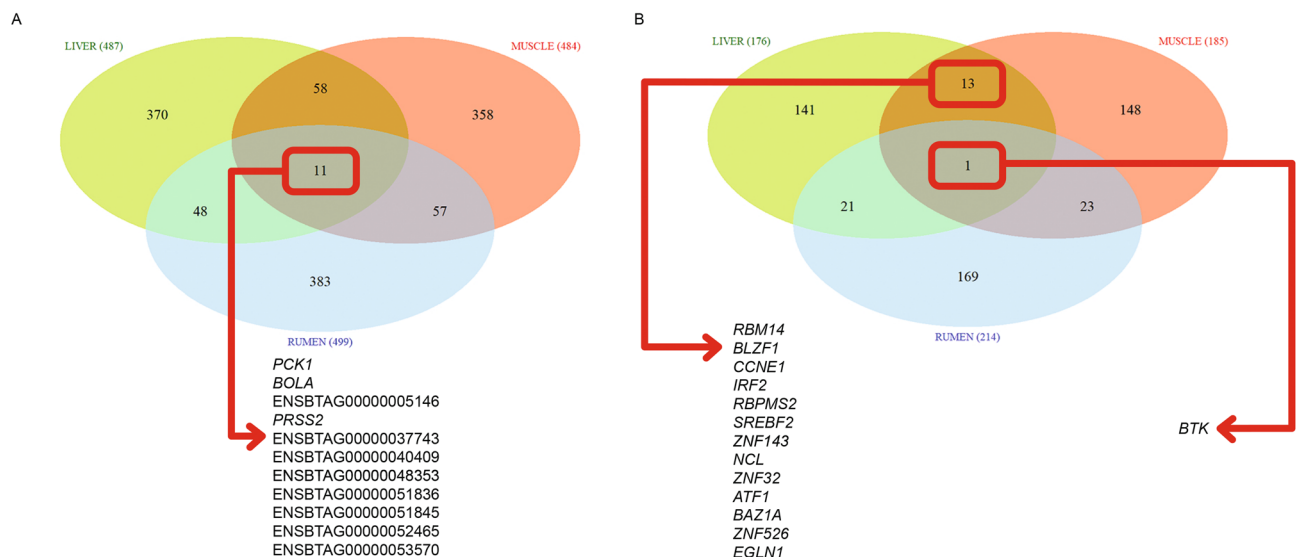 A
LIVER (487)
MUSCLE (484)
58
370
358
11
48
57
383
RUMEN (499)
PCK1
BOLA
ENSBTAG00000005146
PRSS2
ENSBTAG00000037743
ENSBTAG00000040409
ENSBTAG00000048353
ENSBTAG00000051836
ENSBTAG00000051845
ENSBTAG00000052465
ENSBTAG00000053570
B
LIVER (176)
MUSCLE (185)
13
141
148
1
21
23
169
RUMEN (214)
RBM14
BLZF1
CCNE1
IRF2
RBPMS2
SREBF2
ZNF143
NCL
ZNF32
ATF1
BAZ1A
ZNF526
EGLN1
BTK